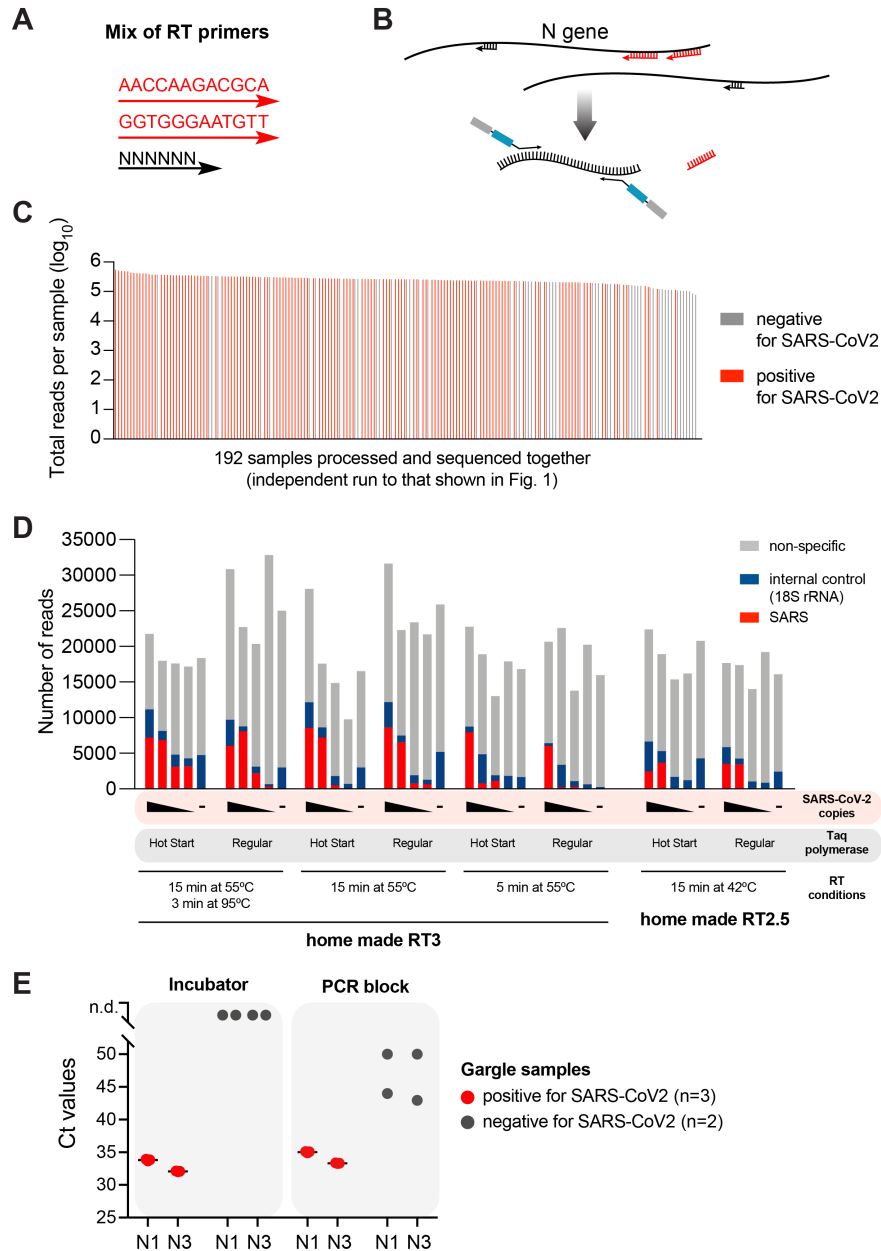 A
Mix of RT primers
AACCAAGACGCA
GGTGGGAATGTT
NNNNNN
B
N gene
C
Total reads per sample (log10)
6
5
4
3
2
1
0
negative
for SARS-CoV2
positive
for SARS-CoV2
192 samples processed and sequenced together
(independent run to that shown in Fig. 1)
D
Number of reads
35000
30000
25000
20000
15000
10000
5000
0
non-specific
internal control
(18S rRNA)
SARS
- - - - - - - -
SARS-CoV-2
copies
Hot Start Regular Hot Start Regular Hot Start Regular Hot Start Regular
Taq
polymerase
15 min at 55ºC 15 min at 55ºC 5 min at 55ºC 15 min at 42ºC
3 min at 95ºC
RT
conditions
home made RT3
home made RT2.5
E
Incubator PCR block
Ct values
n.d.
50
45
40
35
30
25
N1 N3 N1 N3 N1 N3 N1 N3
Gargle samples
positive for SARS-CoV2 (n=3)
negative for SARS-CoV2 (n=2)